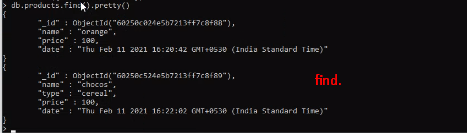 > db.products.find().pretty()
{
"_id" : ObjectId("60250c024e5b7213ff7c8f88"),
"name" : "orange",
"price" : 100,
"date" : "Thu Feb 11 2021 16:20:42 GMT+0530 (India Standard Time)"
}
{
"_id" : ObjectId("60250c524e5b7213ff7c8f89"),
"name" : "chocos",
"type" : "cereal",
"price" : 100,
"date" : "Thu Feb 11 2021 16:22:02 GMT+0530 (India Standard Time)"
}
>
find.